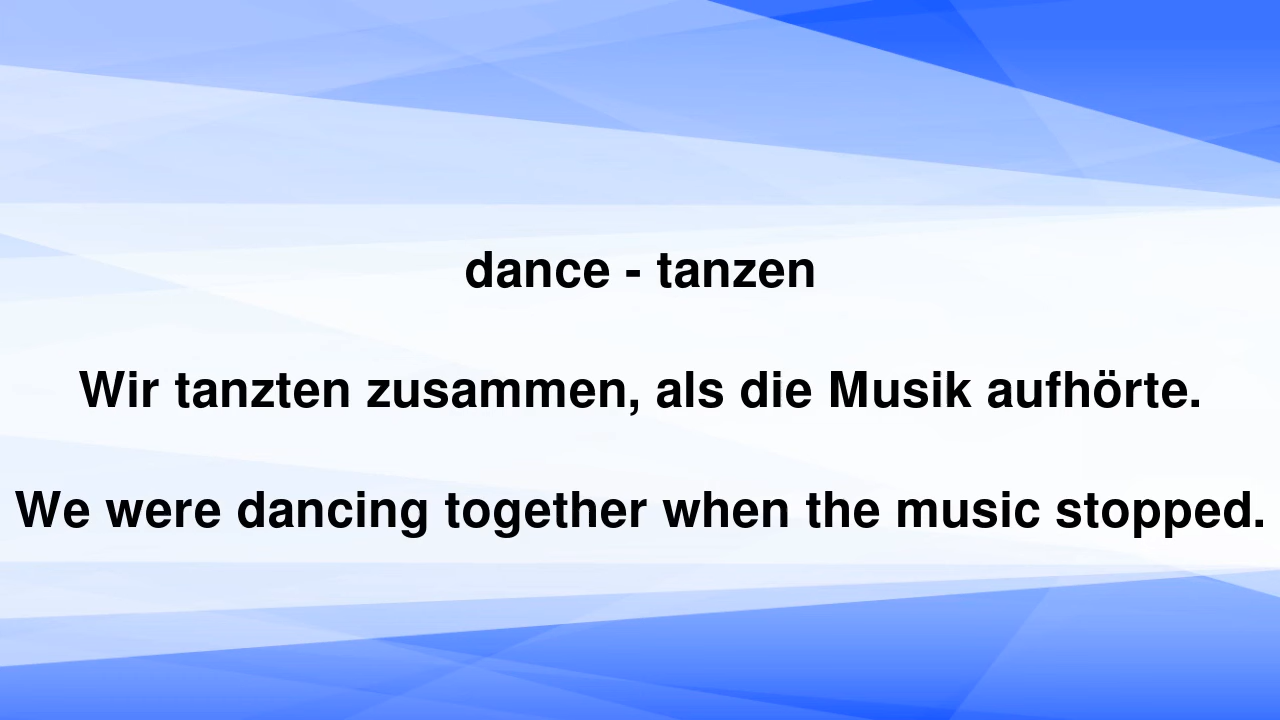 dance - tanzen
Wir tanzten zusammen, als die Musik aufhörte.
We were dancing together when the music stopped.